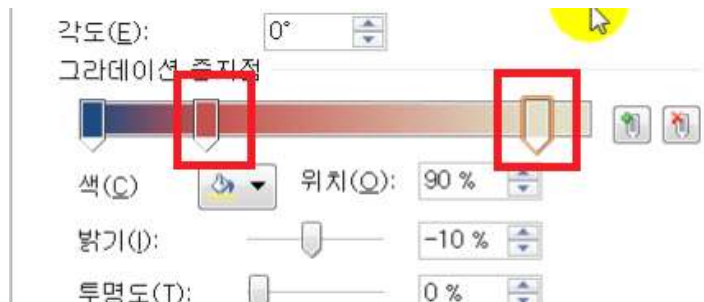 각도(E): 0°
그라데이션 중지점
색(C) 위치(O): 90 %
밝기(I): -10 %
투명도(T): 0 %